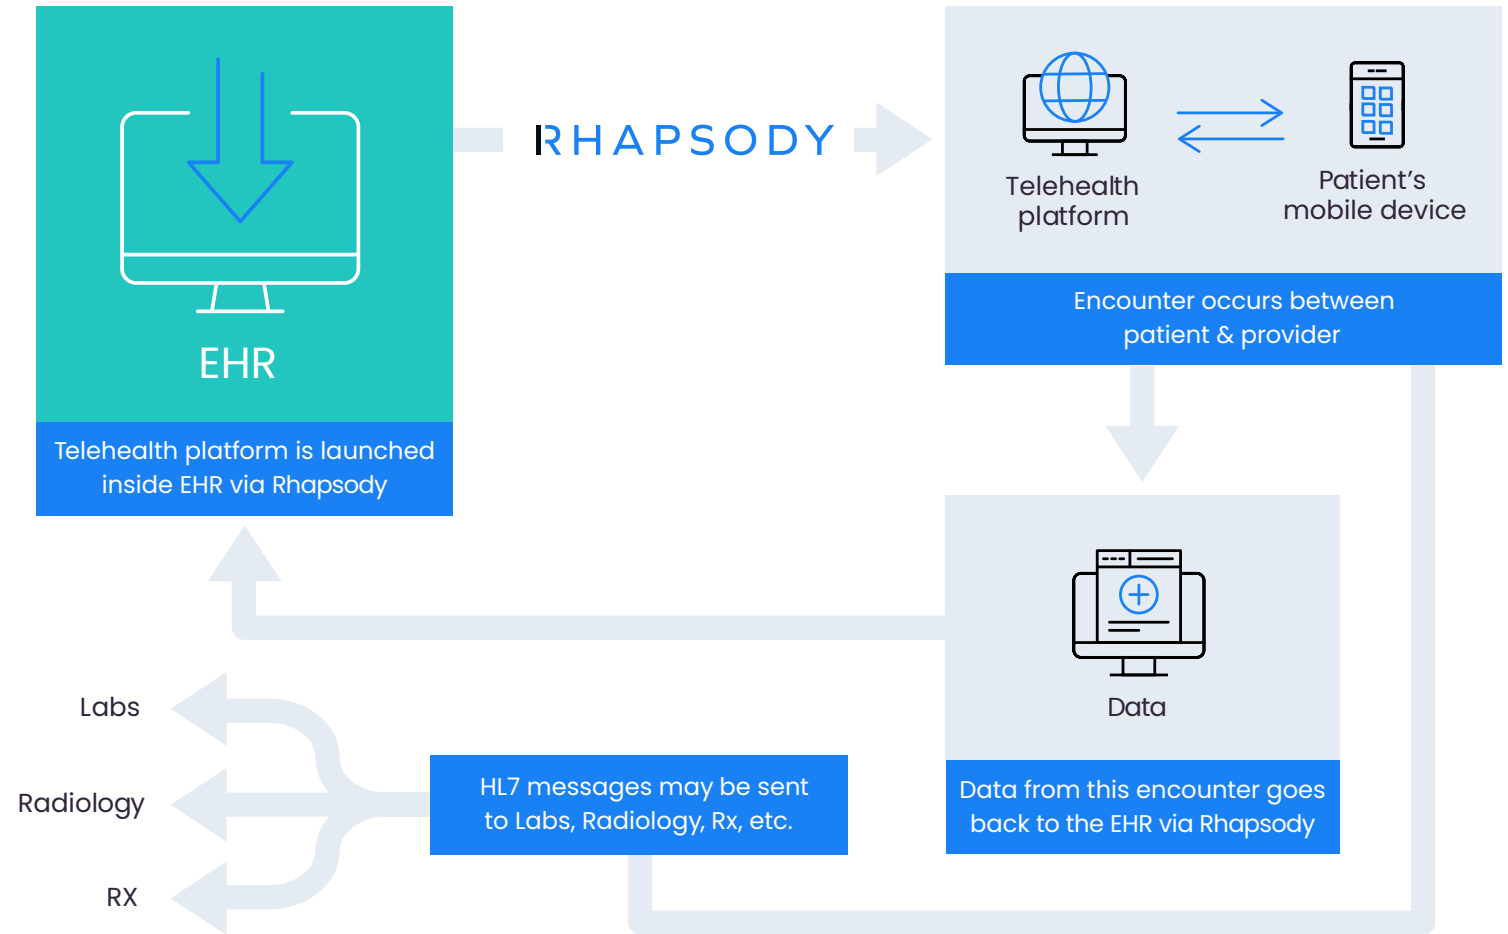 EHR
Telehealth platform is launched
inside EHR via Rhapsody
RHAPSODY
Telehealth
platform
Patient’s
mobile device
Encounter occurs between
patient & provider
Data
Data from this encounter goes
back to the EHR via Rhapsody
HL7 messages may be sent
to Labs, Radiology, Rx, etc.
Labs
Radiology
RX